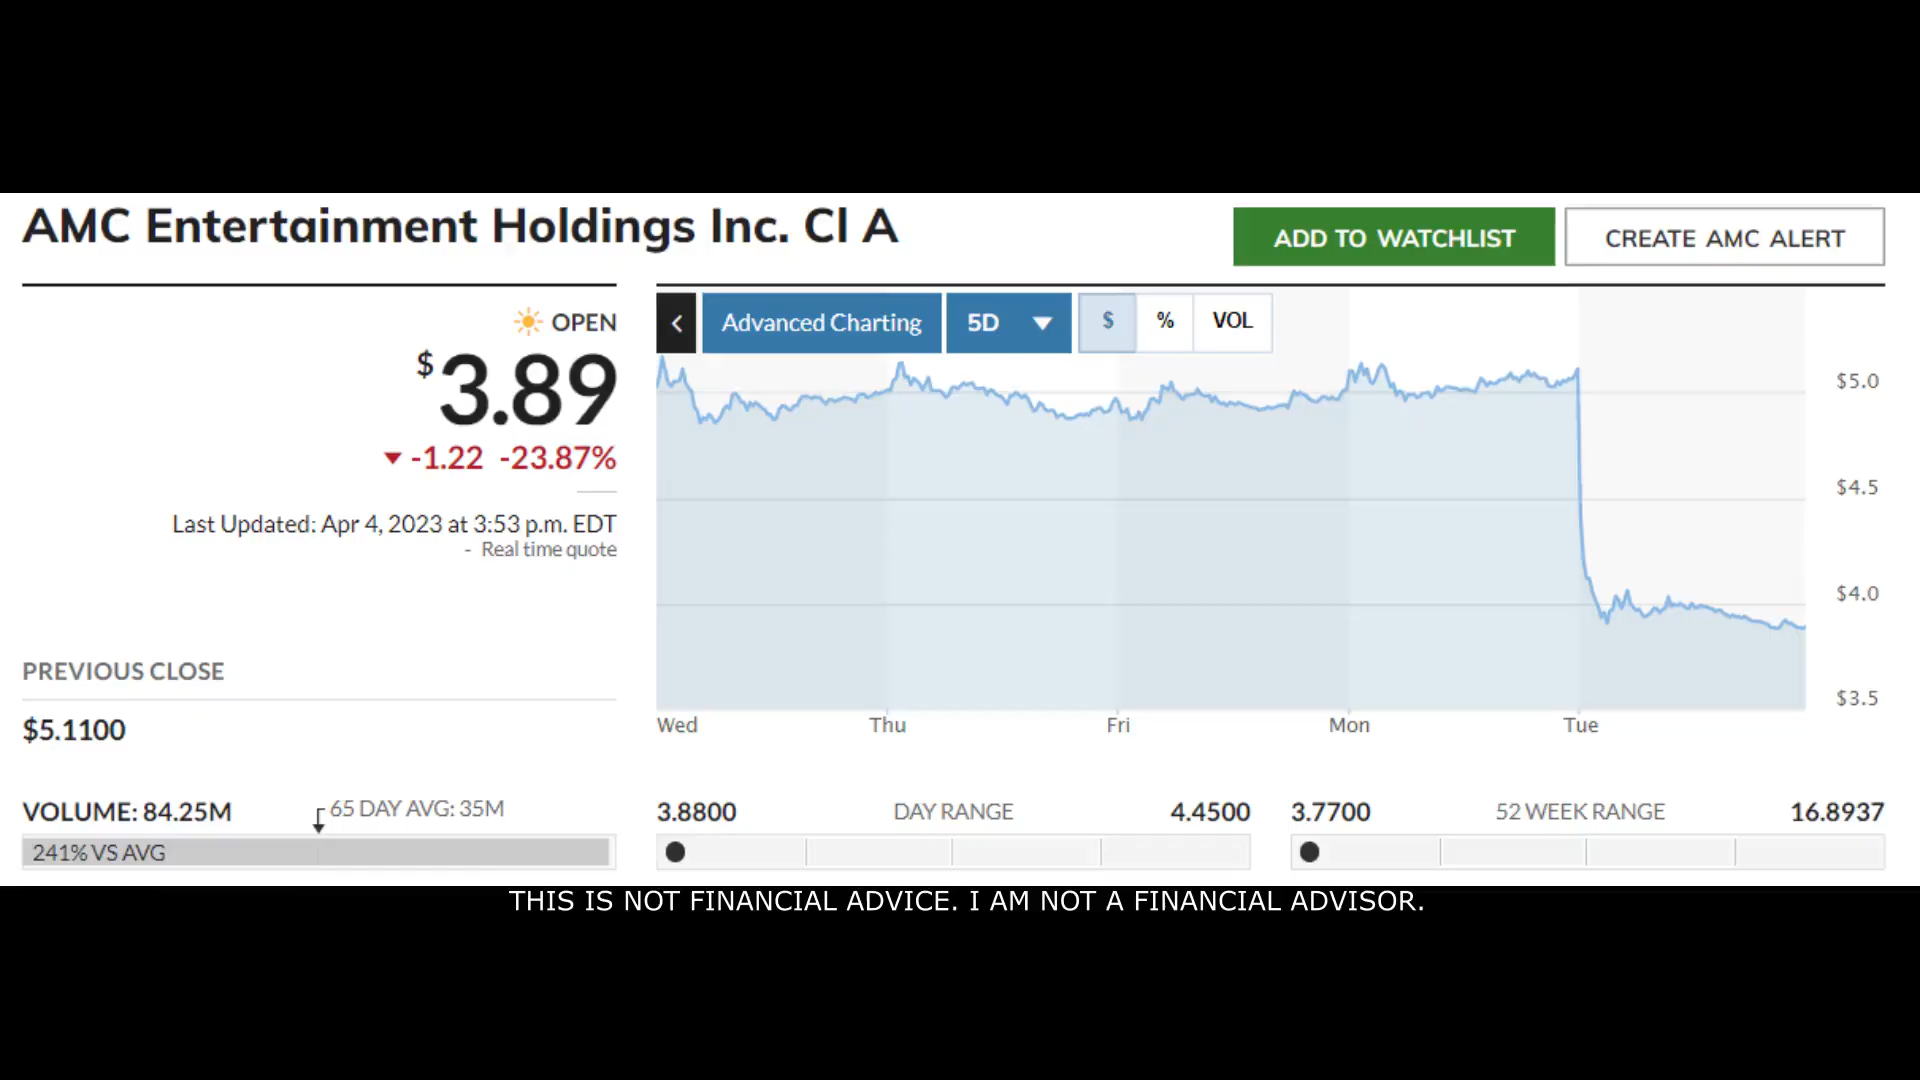 AMC Entertainment Holdings Inc. Cl A
ADD TO WATCHLIST
CREATE AMC ALERT
OPEN
$3.89
-1.22 -23.87%
Last Updated: Apr 4, 2023 at 3:53 p.m. EDT
- Real time quote
PREVIOUS CLOSE
$5.1100
VOLUME: 84.25M
65 DAY AVG: 35M
241% VS AVG
Advanced Charting
5D
$
%
VOL
$5.0
$4.5
$4.0
$3.5
Wed Thu Fri Mon Tue
3.8800 DAY RANGE 4.4500
3.7700 52 WEEK RANGE 16.8937
THIS IS NOT FINANCIAL ADVICE. I AM NOT A FINANCIAL ADVISOR.